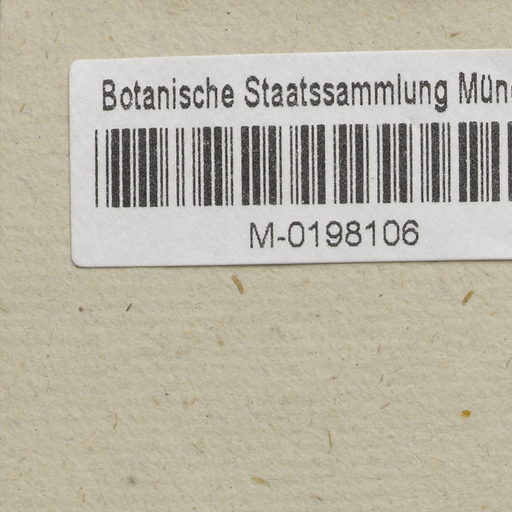 Botanische Staatssammlung Mün
M-0198106